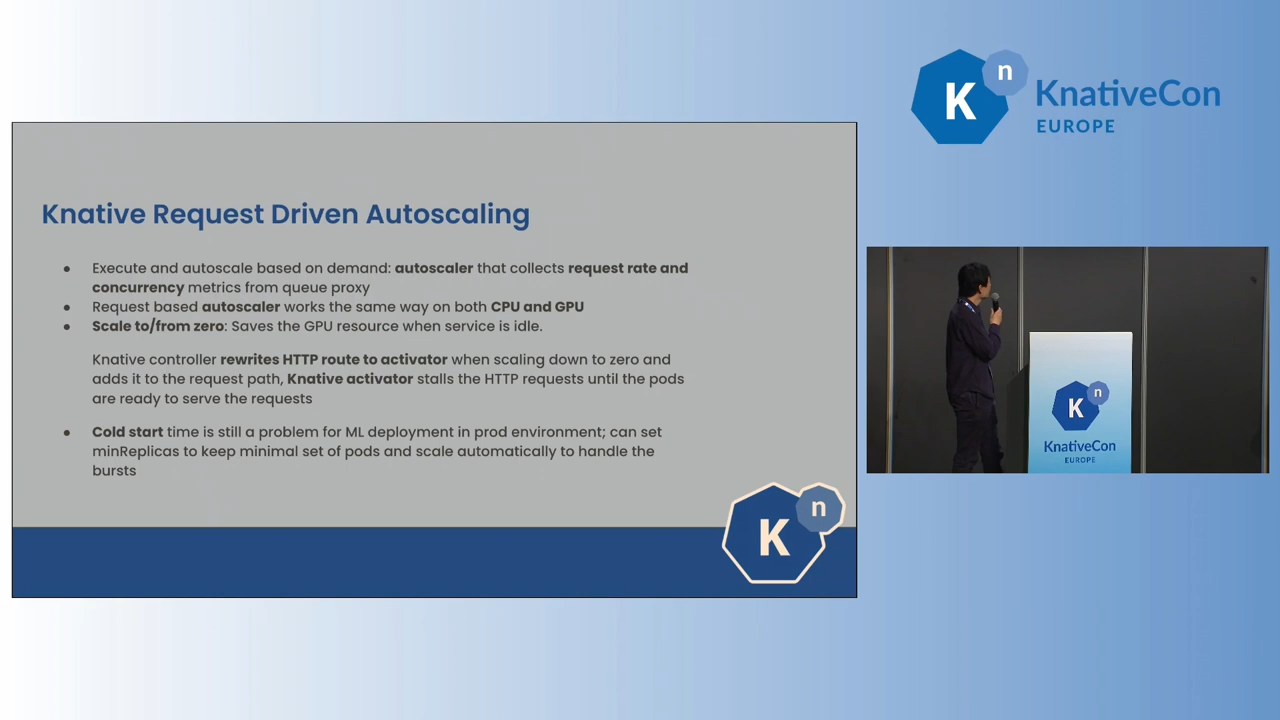 Kn
KnativeCon
EUROPE
Knative Request Driven Autoscaling
• Execute and autoscale based on demand: autoscaler that collects request rate and
concurrency metrics from queue proxy
• Request based autoscaler works the same way on both CPU and GPU
• Scale to/from zero: Saves the GPU resource when service is idle.
Knative controller rewrites HTTP route to activator when scaling down to zero and
adds it to the request path, Knative activator stalls the HTTP requests until the pods
are ready to serve the requests
• Cold start time is still a problem for ML deployment in prod environment; can set
minReplicas to keep minimal set of pods and scale automatically to handle the
bursts
Kn
Kn
KnativeCon
EUROPE